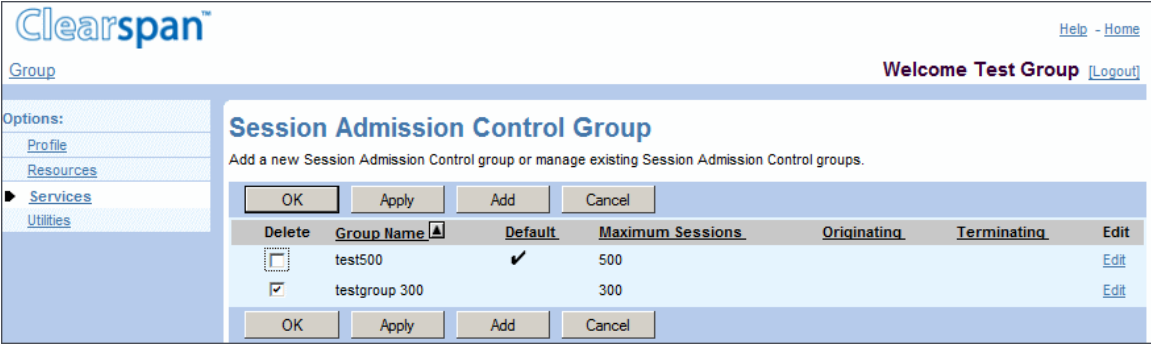 Clearspan™
Help - Home
Group
Welcome Test Group [Logout]
Options:
Profile
Resources
Services
Utilities
Session Admission Control Group
Add a new Session Admission Control group or manage existing Session Admission Control groups.
OK Apply Add Cancel
Delete Group Name Default Maximum Sessions Originating Terminating Edit
test500 500 Edit
testgroup 300 300 Edit
OK Apply Add Cancel